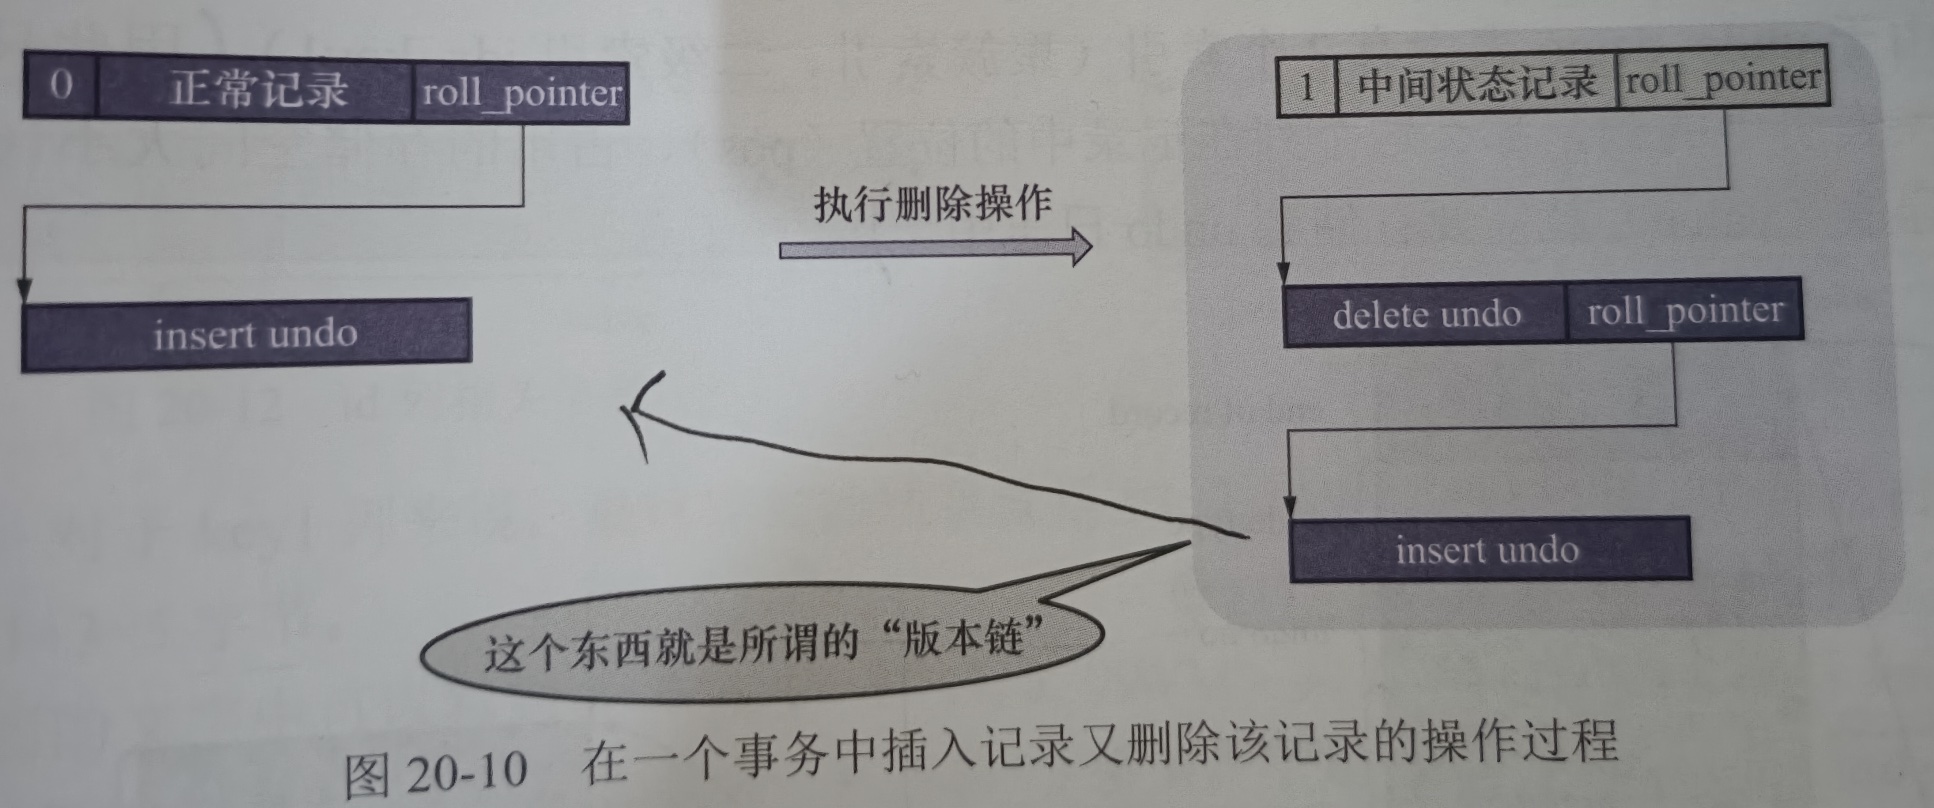 0 正常记录 roll_pointer
insert undo
执行删除操作
1 中间状态记录 roll_pointer
delete undo roll_pointer
insert undo
这个东西就是所谓的“版本链”
图 20-10 在一个事务中插入记录又删除该记录的操作过程